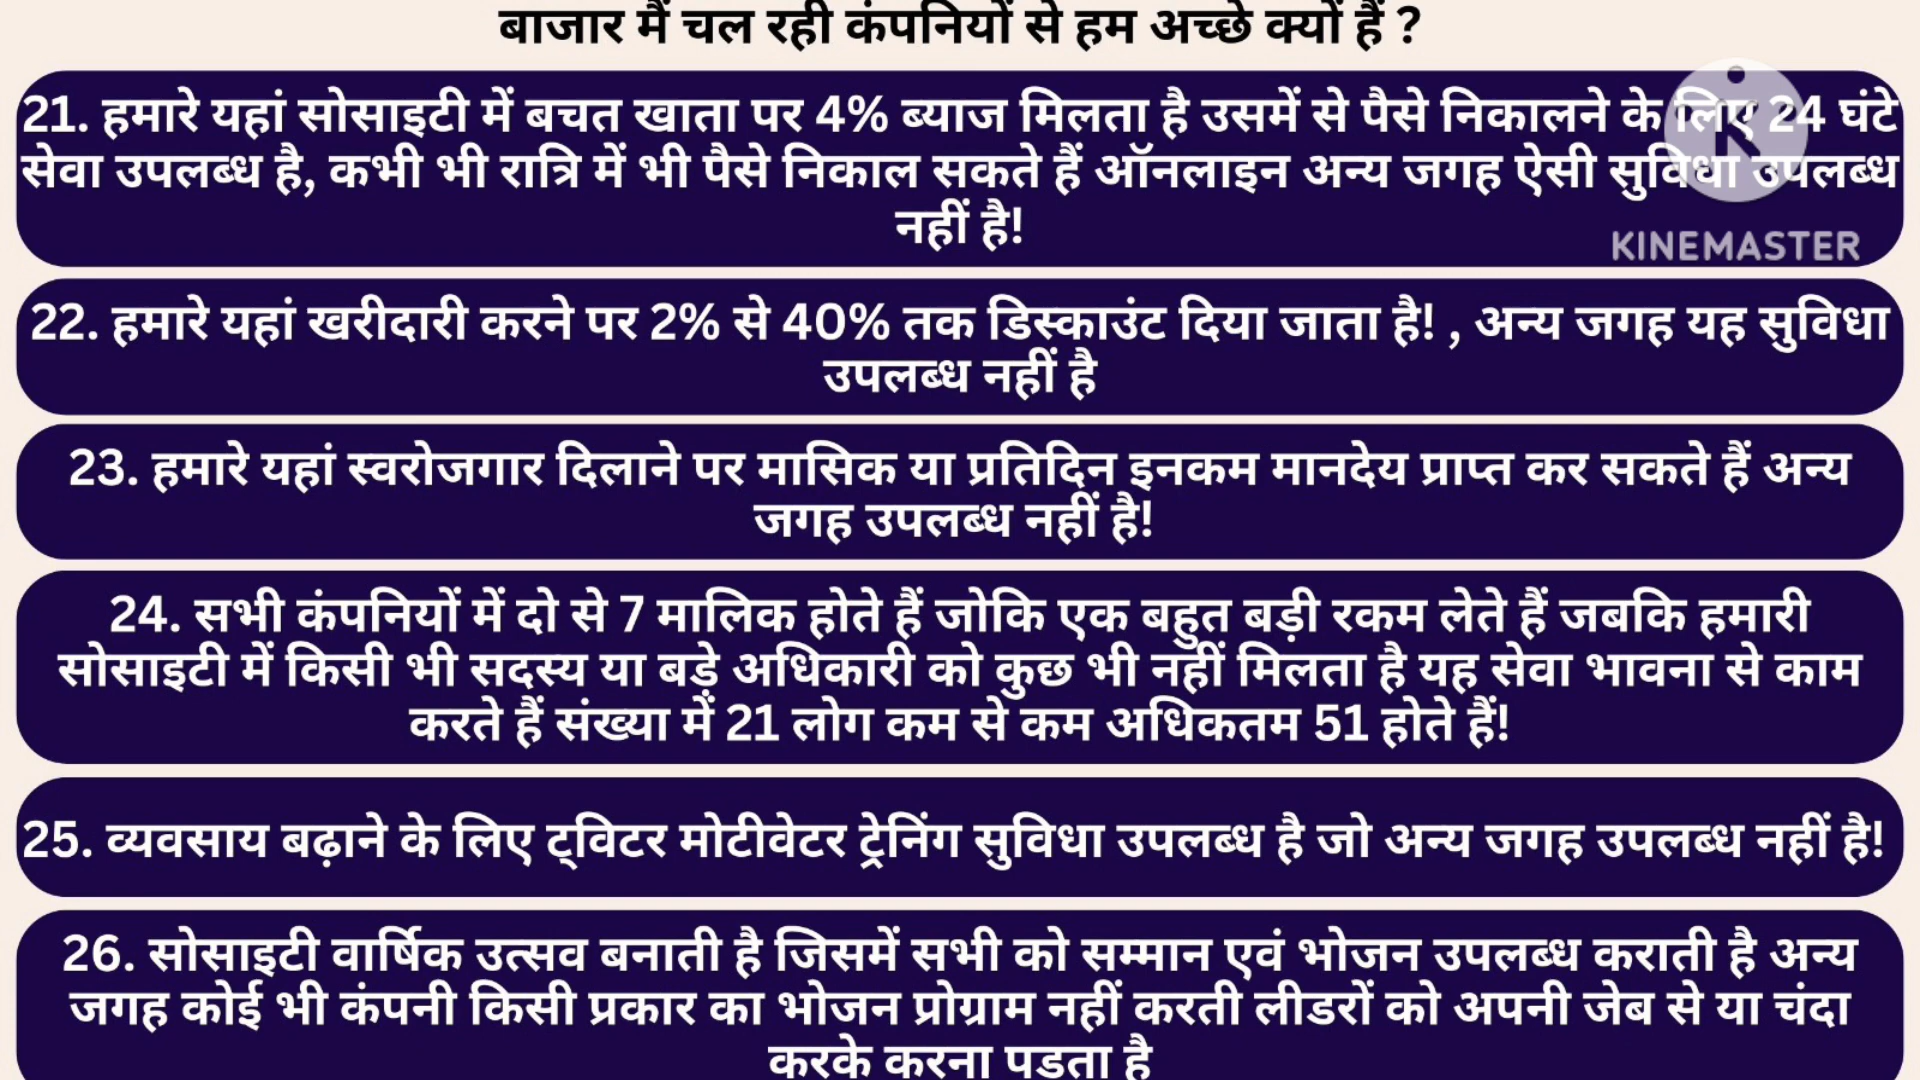 बाजार मैं चल रही कंपनियों से हम अच्छे क्यों हैं ?
21. हमारे यहां सोसाइटी में बचत खाता पर 4% ब्याज मिलता है उसमें से पैसे निकालने के लिए 24 घंटे
सेवा उपलब्ध है, कभी भी रात्रि में भी पैसे निकाल सकते हैं ऑनलाइन अन्य जगह ऐसी सुविधा उपलब्ध
नहीं है!
KINEMASTER
22. हमारे यहां खरीदारी करने पर 2% से 40% तक डिस्काउंट दिया जाता है! , अन्य जगह यह सुविधा
उपलब्ध नहीं है
23. हमारे यहां स्वरोजगार दिलाने पर मासिक या प्रतिदिन इनकम मानदेय प्राप्त कर सकते हैं अन्य
जगह उपलब्ध नहीं है!
24. सभी कंपनियों में दो से 7 मालिक होते हैं जोकि एक बहुत बड़ी रकम लेते हैं जबकि हमारी
सोसाइटी में किसी भी सदस्य या बड़े अधिकारी को कुछ भी नहीं मिलता है यह सेवा भावना से काम
करते हैं संख्या में 21 लोग कम से कम अधिकतम 51 होते हैं!
25. व्यवसाय बढ़ाने के लिए ट्विटर मोटीवेटर ट्रेनिंग सुविधा उपलब्ध है जो अन्य जगह उपलब्ध नहीं है!
26. सोसाइटी वार्षिक उत्सव बनाती है जिसमें सभी को सम्मान एवं भोजन उपलब्ध कराती है अन्य
जगह कोई भी कंपनी किसी प्रकार का भोजन प्रोग्राम नहीं करती लीडरों को अपनी जेब से या चंदा
करके करना पडता है